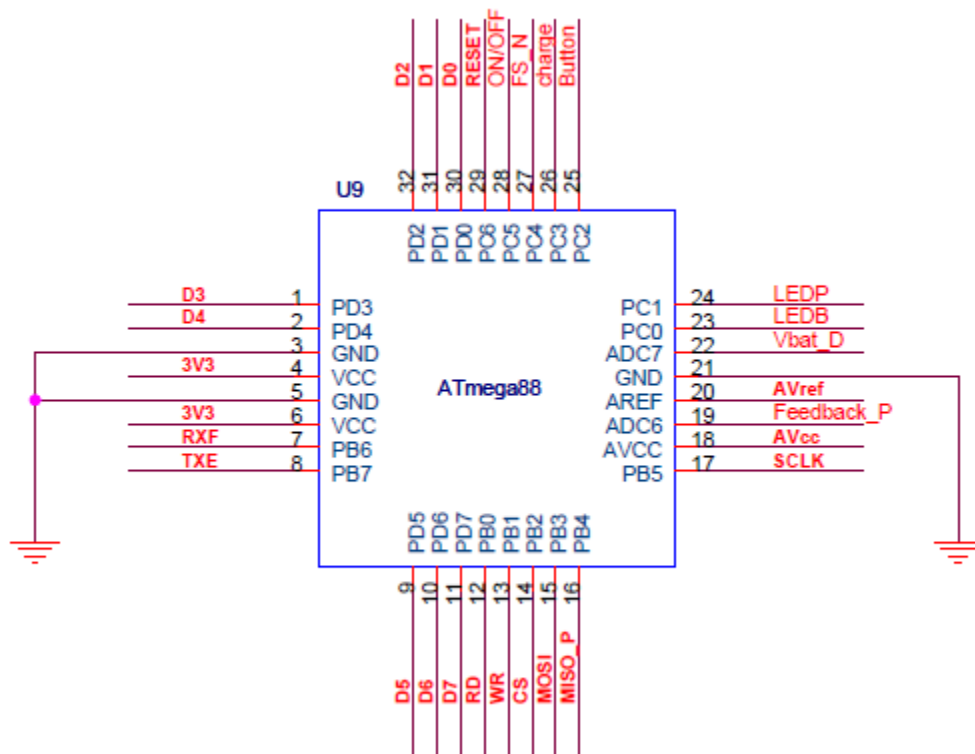 D2
D1
D0
RESET
ON/OFF
FS_N
charge
Button
32
31
30
29
28
27
26
25
U9
PD2
PD1
PD0
PC6
PC5
PC4
PC3
PC2
D3 1 PD3
D4 2 PD4
3 GND
3V3 4 VCC
5 GND
3V3 6 VCC
RXF 7 PB6
TXE 8 PB7
ATmega88
PC1 24 LEDP
PC0 23 LEDB
ADC7 22 Vbat_D
GND 21
AREF 20 AVref
ADC6 19 Feedback_P
AVCC 18 AVcc
PB5 17 SCLK
PD5
PD6
PD7
PB0
PB1
PB2
PB3
PB4
9
10
11
12
13
14
15
16
D5
D6
D7
RD
WR
CS
MOSI
MISO_P